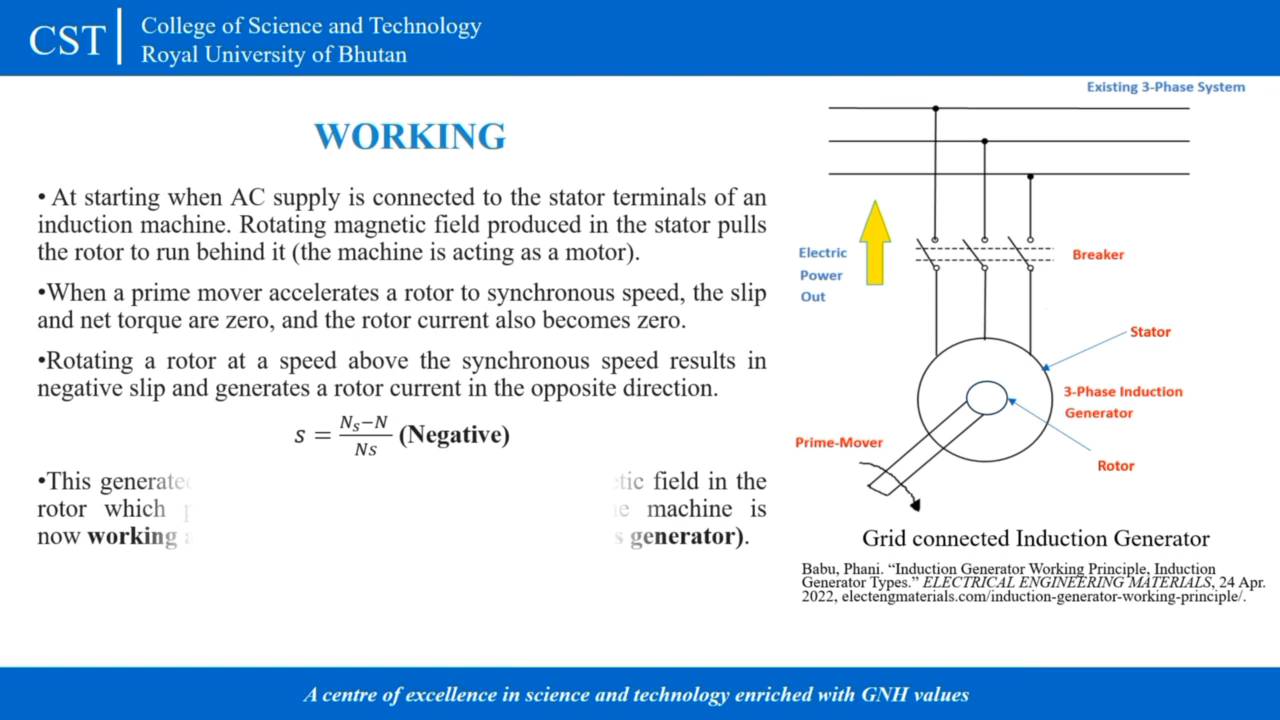 CST
College of Science and Technology
Royal University of Bhutan
WORKING
• At starting when AC supply is connected to the stator terminals of an
induction machine. Rotating magnetic field produced in the stator pulls
the rotor to run behind it (the machine is acting as a motor).
•When a prime mover accelerates a rotor to synchronous speed, the slip
and net torque are zero, and the rotor current also becomes zero.
•Rotating a rotor at a speed above the synchronous speed results in
negative slip and generates a rotor current in the opposite direction.
s = (Ns−N)/Ns (Negative)
•This field in the
rotor which machine is
now working generator).
Existing 3-Phase System
Electric
Power
Out
Breaker
Stator
3-Phase Induction
Generator
Prime-Mover
Rotor
Grid connected Induction Generator
Babu, Phani. “Induction Generator Working Principle, Induction
Generator Types.” ELECTRICAL ENGINEERING MATERIALS, 24 Apr.
2022, electengmaterials.com/induction-generator-working-principle/.
A centre of excellence in science and technology enriched with GNH values